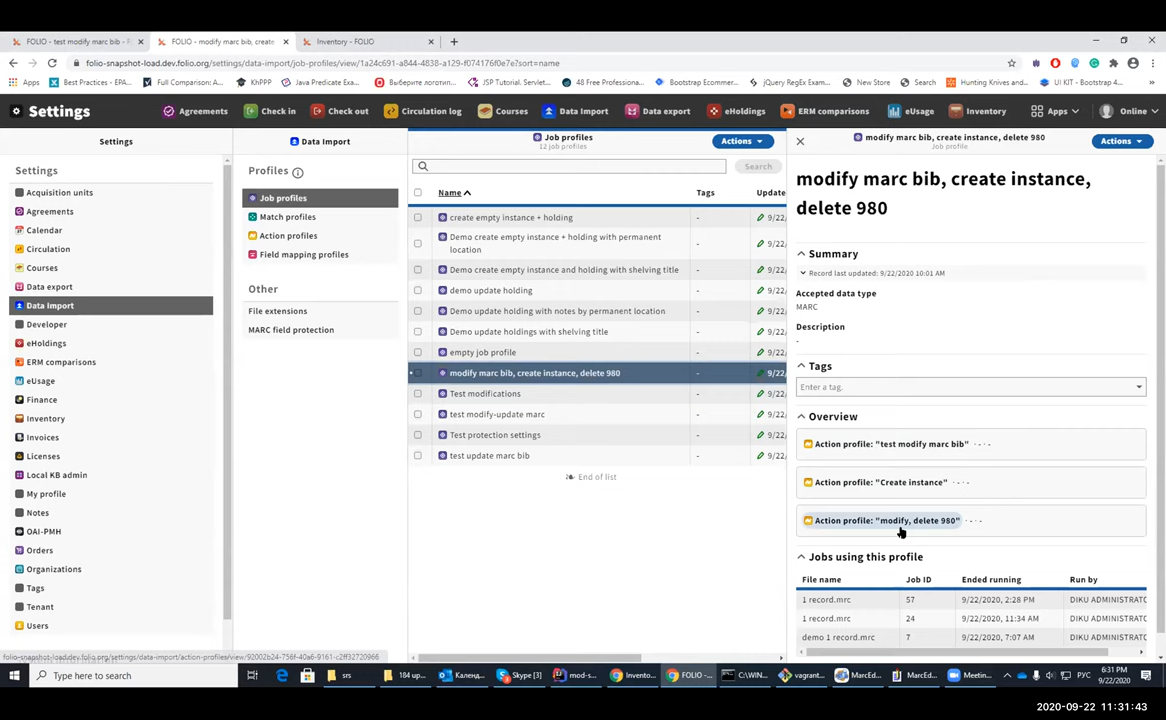 FOLIO - test modify marc bib - F
FOLIO - modify marc bib, create
Inventory - FOLIO
folio-snapshot-load.dev.folio.org/settings/data-import/job-profiles/view/1a24c691-a844-4155-a838-a129-f074176f0e7e?sort=name
Apps
Best Practices - EPA...
Full Comparison: A...
KhPPP
Java Predicate Exa...
Выберите логотип...
48 Free Professiona...
JSP Tutorial. Servlet...
Bootstrap Ecommer...
jQuery RegEx Exam...
New Store
Search
Hunting Knives and...
UI KIT - Bootstrap 4...
Settings
Agreements
Check in
Check out
Circulation log
Courses
Data Import
Data export
eHoldings
ERM comparisons
eUsage
Inventory
Apps
Online
Settings
Settings
Acquisition units
Agreements
Calendar
Circulation
Courses
Data export
Data Import
Developer
eHoldings
ERM comparisons
eUsage
Finance
Inventory
Invoices
Licenses
Local KB admin
My profile
Notes
OAI-PMH
Orders
Organizations
Tags
Tenant
Users
Data Import
Profiles
Job profiles
Match profiles
Action profiles
Field mapping profiles
Other
File extensions
MARC field protection
Job profiles
12 job profiles
Actions
Search
Name
Tags
Update
create empty instance + holding - 9/22/
Demo create empty instance + holding with permanent
location - 9/22/
Demo create empty instance and holding with shelving title - 9/22/
demo update holding - 9/22/
Demo update holding with notes by permanent location - 9/22/
Demo update holdings with shelving title - 9/22/
empty job profile - 9/22/
modify marc bib, create instance, delete 980 - 9/22/
Test modifications - 9/22/
test modify-update marc - 9/22/
Test protection settings - 9/22/
test update marc bib - 9/22/
End of list
modify marc bib, create instance, delete 980
Job profile
Actions
modify marc bib, create instance,
delete 980
Summary
Record last updated: 9/22/2020 10:01 AM
Accepted data type
MARC
Description
-
Tags
Enter a tag.
Overview
Action profile: "test modify marc bib" · - · -
Action profile: "Create instance" · - · -
Action profile: "modify, delete 980" · - · -
Jobs using this profile
File name Job ID Ended running Run by
1 record.mrc 57 9/22/2020, 2:28 PM DIKU ADMINISTRATO
1 record.mrc 24 9/22/2020, 11:34 AM DIKU ADMINISTRATO
demo 1 record.mrc 7 9/22/2020, 7:07 AM DIKU ADMINISTRATO
folio-snapshot-load.dev.folio.org/settings/data-import/action-profiles/view/92002b24-756f-40a6-9161-c2ff32720966
Type here to search
srs
184 up...
Календ...
Skype [3]
mod-s...
Invento...
FOLIO -...
C:\WIN...
vagrant...
MarcEd...
MarcEd...
Meetin...
РУС
6:31 PM
9/22/2020
2020-09-22 11:31:43